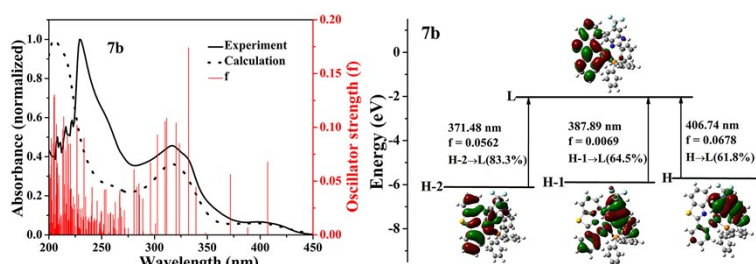 7b
Experiment
Calculation
f
Absorbance (normalized)
1.0
0.8
0.6
0.4
0.2
0.0
0.20
0.15
0.10
0.05
0.00
Oscillator strength (f)
200 250 300 350 400 450
Wavelength (nm)
7b
Energy (eV)
0
-2
-4
-6
-8
L
371.48 nm
f = 0.0562
H-2→L(83.3%)
387.89 nm
f = 0.0069
H-1→L(64.5%)
406.74 nm
f = 0.0678
H→L(61.8%)
H-2
H-1
H